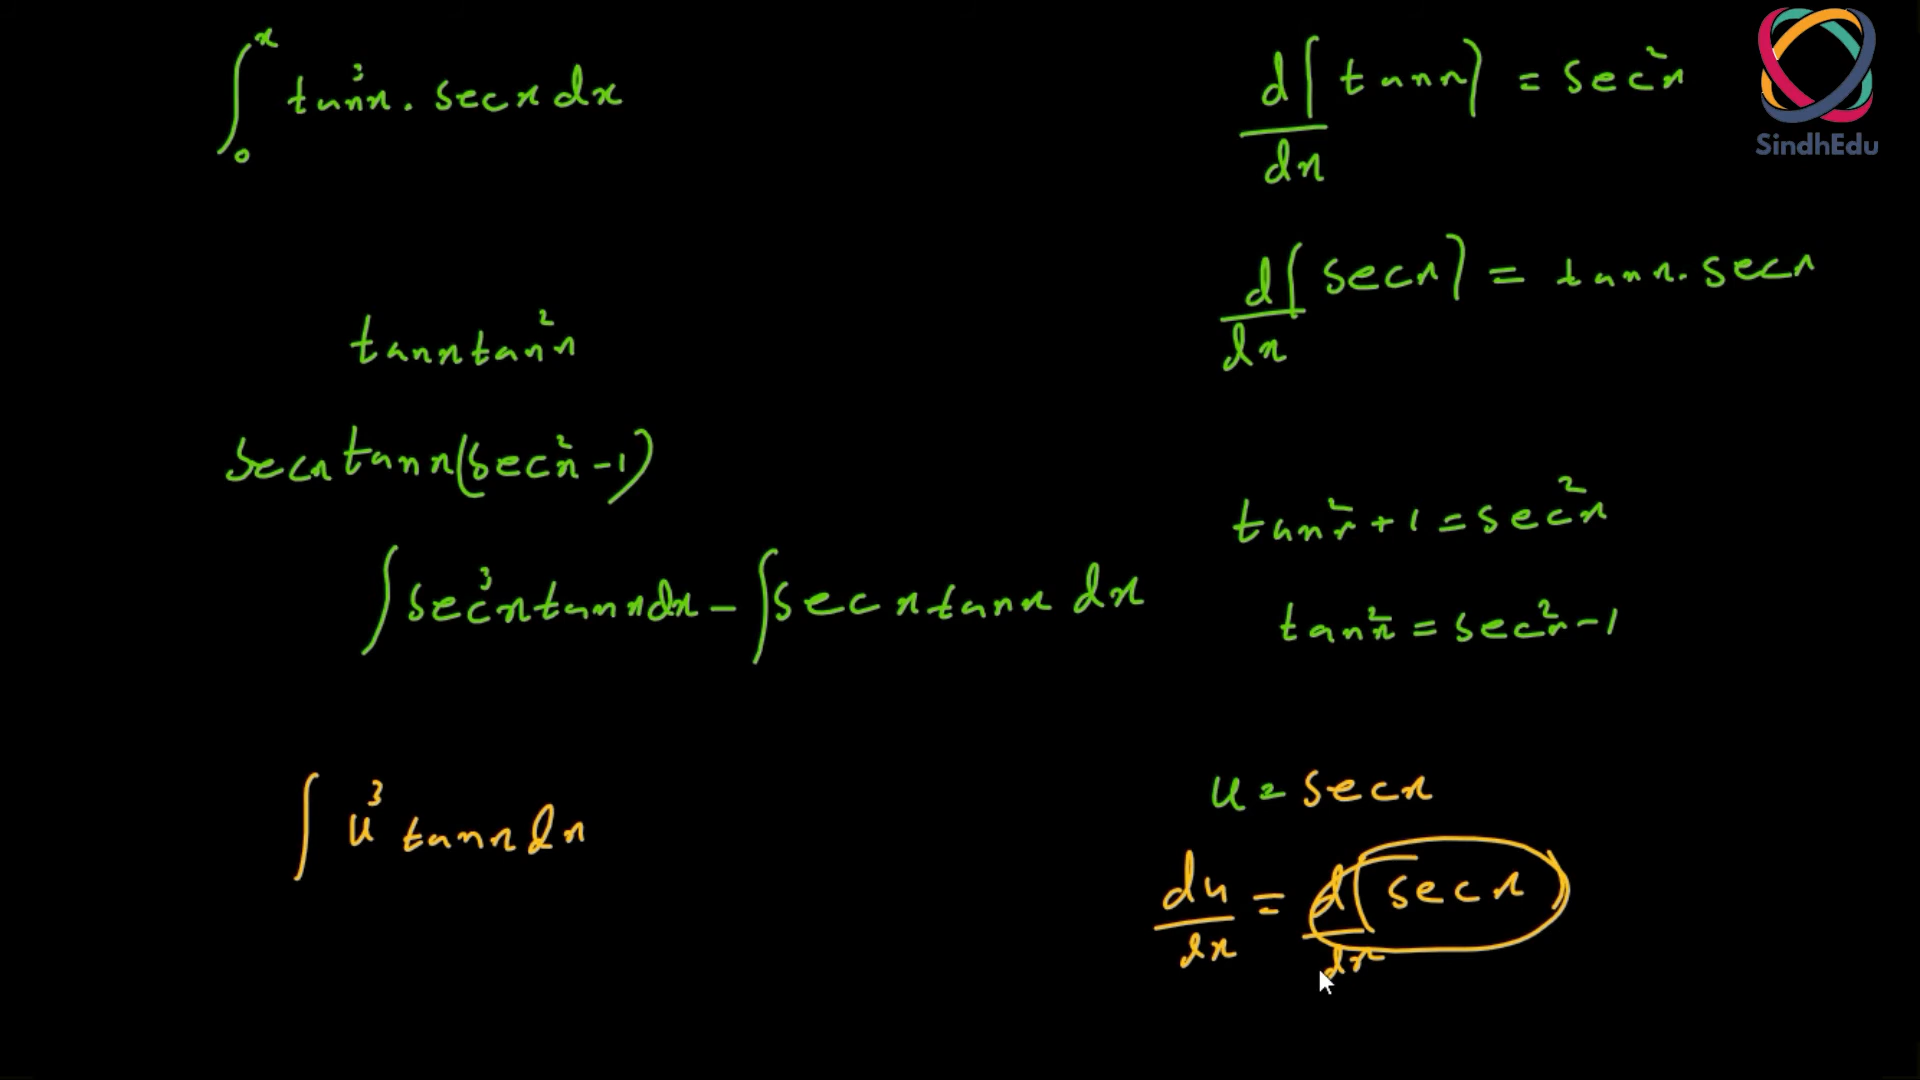 ∫₀ˣ tan³x . secx dx
d/dx [tanx] = sec²x
SindhEdu
d/dx [secx] = tanx. secx
tanx tan²x
secx tanx (sec²x -1)
tan²x + 1 = sec²x
∫ sec³x tanx dx - ∫ secx tanx dx
tan²x = sec²x - 1
u = secx
∫ u³ tanx dx
du/dx = d/dx (secx)